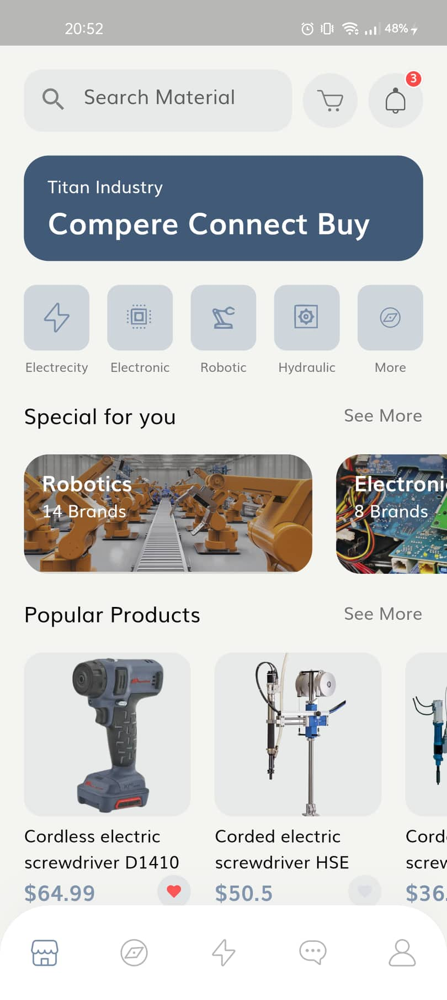 20:52
48%
Search Material
3
Titan Industry
Compere Connect Buy
Electrecity Electronic Robotic Hydraulic More
Special for you See More
Robotics
14 Brands
Electroni
8 Brands
Popular Products See More
Cordless electric
screwdriver D1410
$64.99
Corded electric
screwdriver HSE
$50.5
Cord
screw
$36.